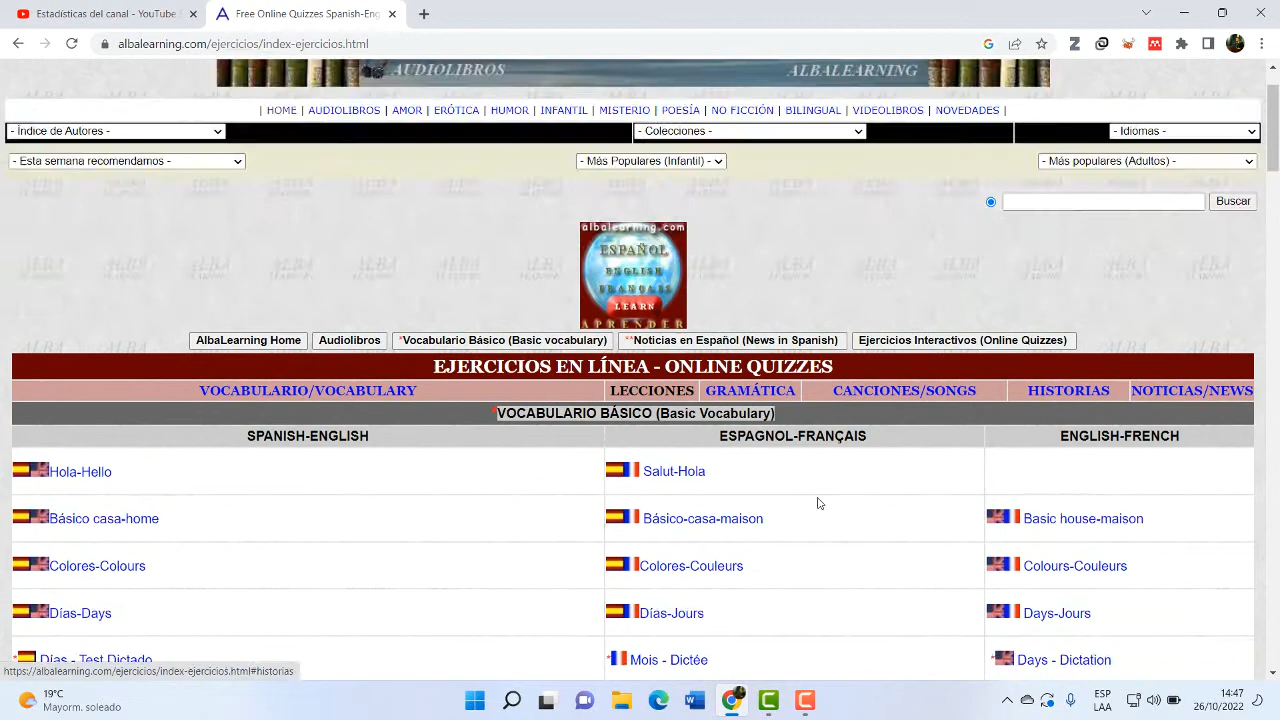 Estadísticas del canal - YouTube
Free Online Quizzes Spanish-Eng
albalearning.com/ejercicios/index-ejercicios.html
AUDIOLIBROS ALBALEARNING
| HOME | AUDIOLIBROS | AMOR | ERÓTICA | HUMOR | INFANTIL | MISTERIO | POESÍA | NO FICCIÓN | BILINGUAL | VIDEOLIBROS | NOVEDADES |
- Índice de Autores - - Colecciones - - Idiomas -
- Esta semana recomendamos - - Más Populares (Infantil) - - Más populares (Adultos) -
Buscar
albalearning.com
ESPAÑOL
ENGLISH
FRANÇAIS
LEARN
APRENDER
AlbaLearning Home Audiolibros *Vocabulario Básico (Basic vocabulary) **Noticias en Español (News in Spanish) Ejercicios Interactivos (Online Quizzes)
EJERCICIOS EN LÍNEA - ONLINE QUIZZES
VOCABULARIO/VOCABULARY LECCIONES GRAMÁTICA CANCIONES/SONGS HISTORIAS NOTICIAS/NEWS
*VOCABULARIO BÁSICO (Basic Vocabulary)
SPANISH-ENGLISH ESPAGNOL-FRANÇAIS ENGLISH-FRENCH
Hola-Hello Salut-Hola
Básico casa-home Básico-casa-maison Basic house-maison
Colores-Colours Colores-Couleurs Colours-Couleurs
Días-Days Días-Jours Days-Jours
* Días - Test Dictado * Mois - Dictée * Days - Dictation
https://albalearning.com/ejercicios/index-ejercicios.html#historias
19°C
Mayorm. soleado
ESP
LAA
14:47
26/10/2022